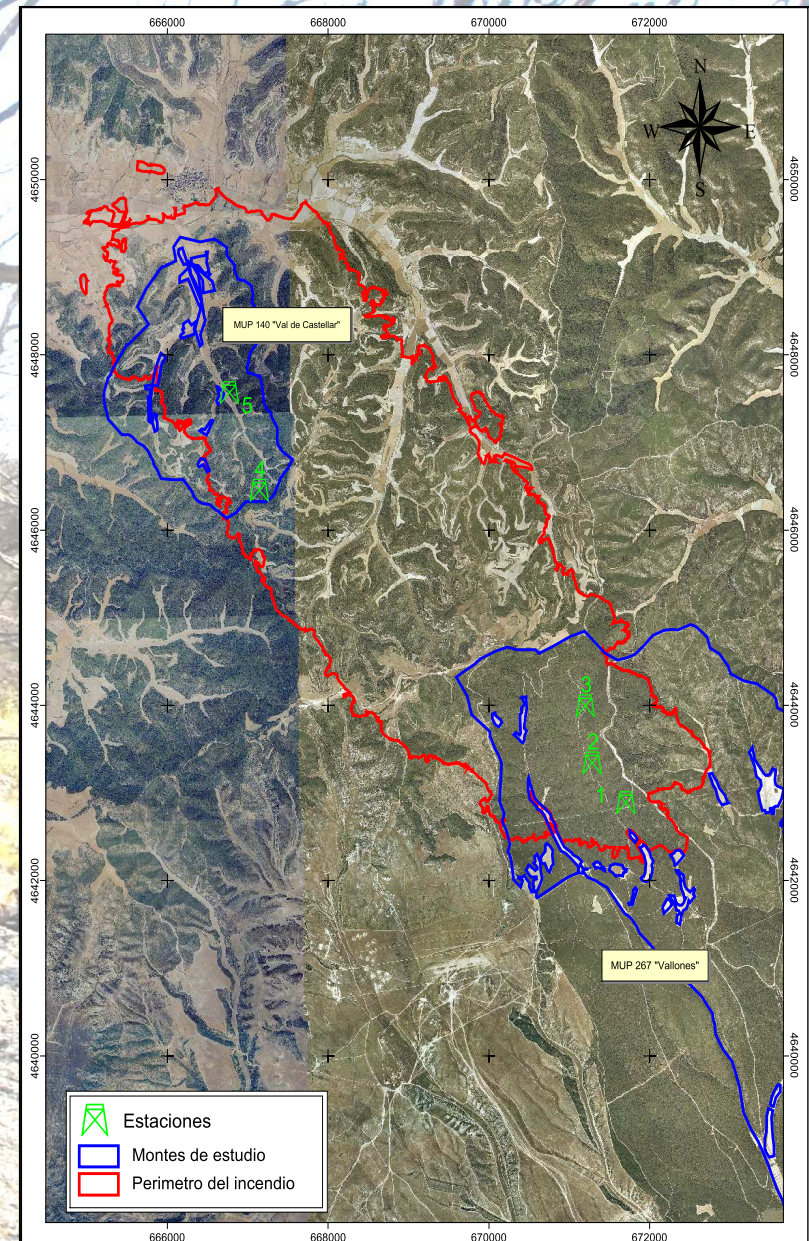 666000 668000 670000 672000
N
W E
S
4650000 4650000
MUP 140 "Val de Castellar"
4648000 4648000
5
4
4646000 4646000
3
4644000 4644000
2
1
4642000 4642000
MUP 267 "Vallones"
4640000 4640000
Estaciones
Montes de estudio
Perimetro del incendio
666000 668000 670000 672000